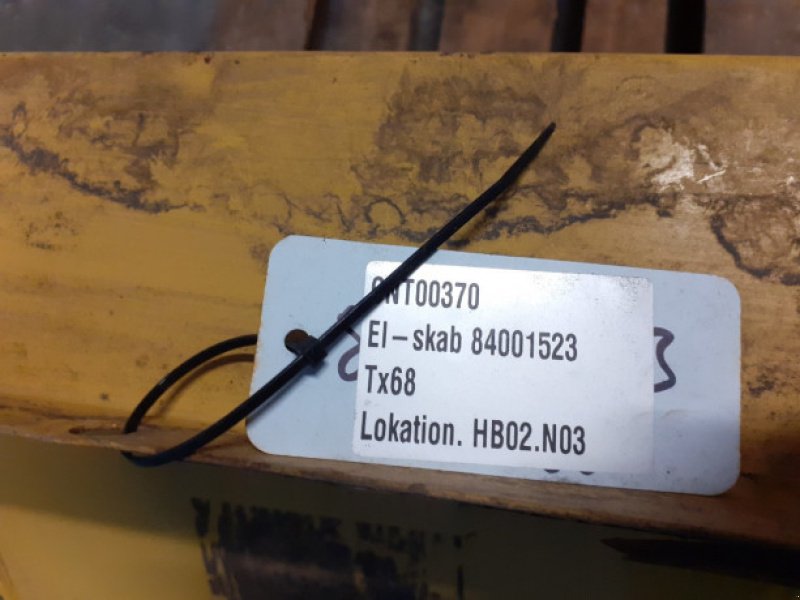 CNT00370
El-skab 84001523
Tx68
Lokation. HB02.N03